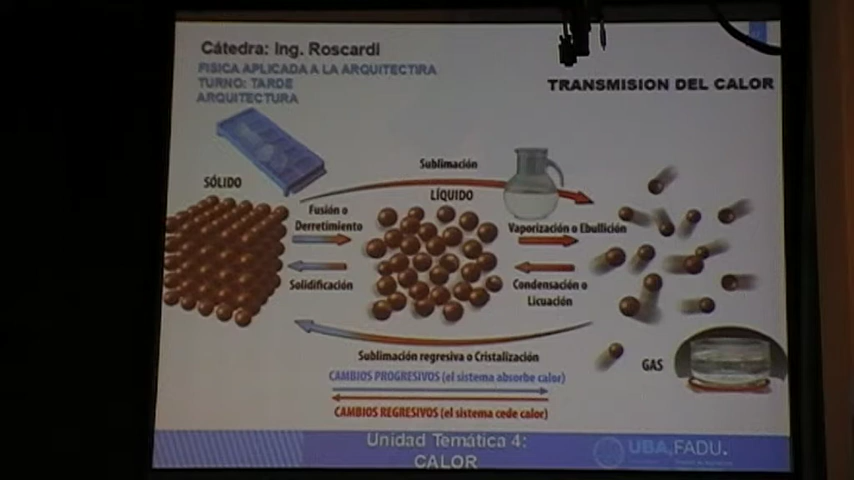 Cátedra: Ing. Roscardi
FISICA APLICADA A LA ARQUITECTIRA
TURNO: TARDE
ARQUITECTURA
TRANSMISION DEL CALOR
Sublimación
SÓLIDO
LÍQUIDO
Fusión o
Derretimiento
Vaporización o Ebullición
Solidificación
Condensación o
Licuación
Sublimación regresiva o Cristalización
GAS
CAMBIOS PROGRESIVOS (el sistema absorbe calor)
CAMBIOS REGRESIVOS (el sistema cede calor)
Unidad Temática 4:
CALOR
UBA.FADU.